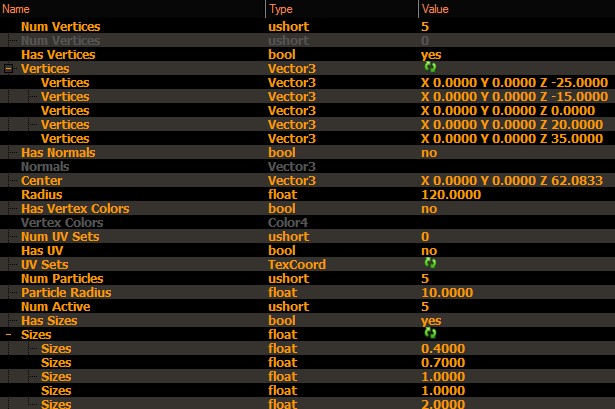 Name Type Value
Num Vertices ushort 5
Num Vertices ushort 0
Has Vertices bool yes
Vertices Vector3
Vertices Vector3 X 0.0000 Y 0.0000 Z -25.0000
Vertices Vector3 X 0.0000 Y 0.0000 Z -15.0000
Vertices Vector3 X 0.0000 Y 0.0000 Z 0.0000
Vertices Vector3 X 0.0000 Y 0.0000 Z 20.0000
Vertices Vector3 X 0.0000 Y 0.0000 Z 35.0000
Has Normals bool no
Normals Vector3
Center Vector3 X 0.0000 Y 0.0000 Z 62.0833
Radius float 120.0000
Has Vertex Colors bool no
Vertex Colors Color4
Num UV Sets ushort 0
Has UV bool no
UV Sets TexCoord
Num Particles ushort 5
Particle Radius float 10.0000
Num Active ushort 5
Has Sizes bool yes
Sizes float
Sizes float 0.4000
Sizes float 0.7000
Sizes float 1.0000
Sizes float 1.0000
Sizes float 2.0000